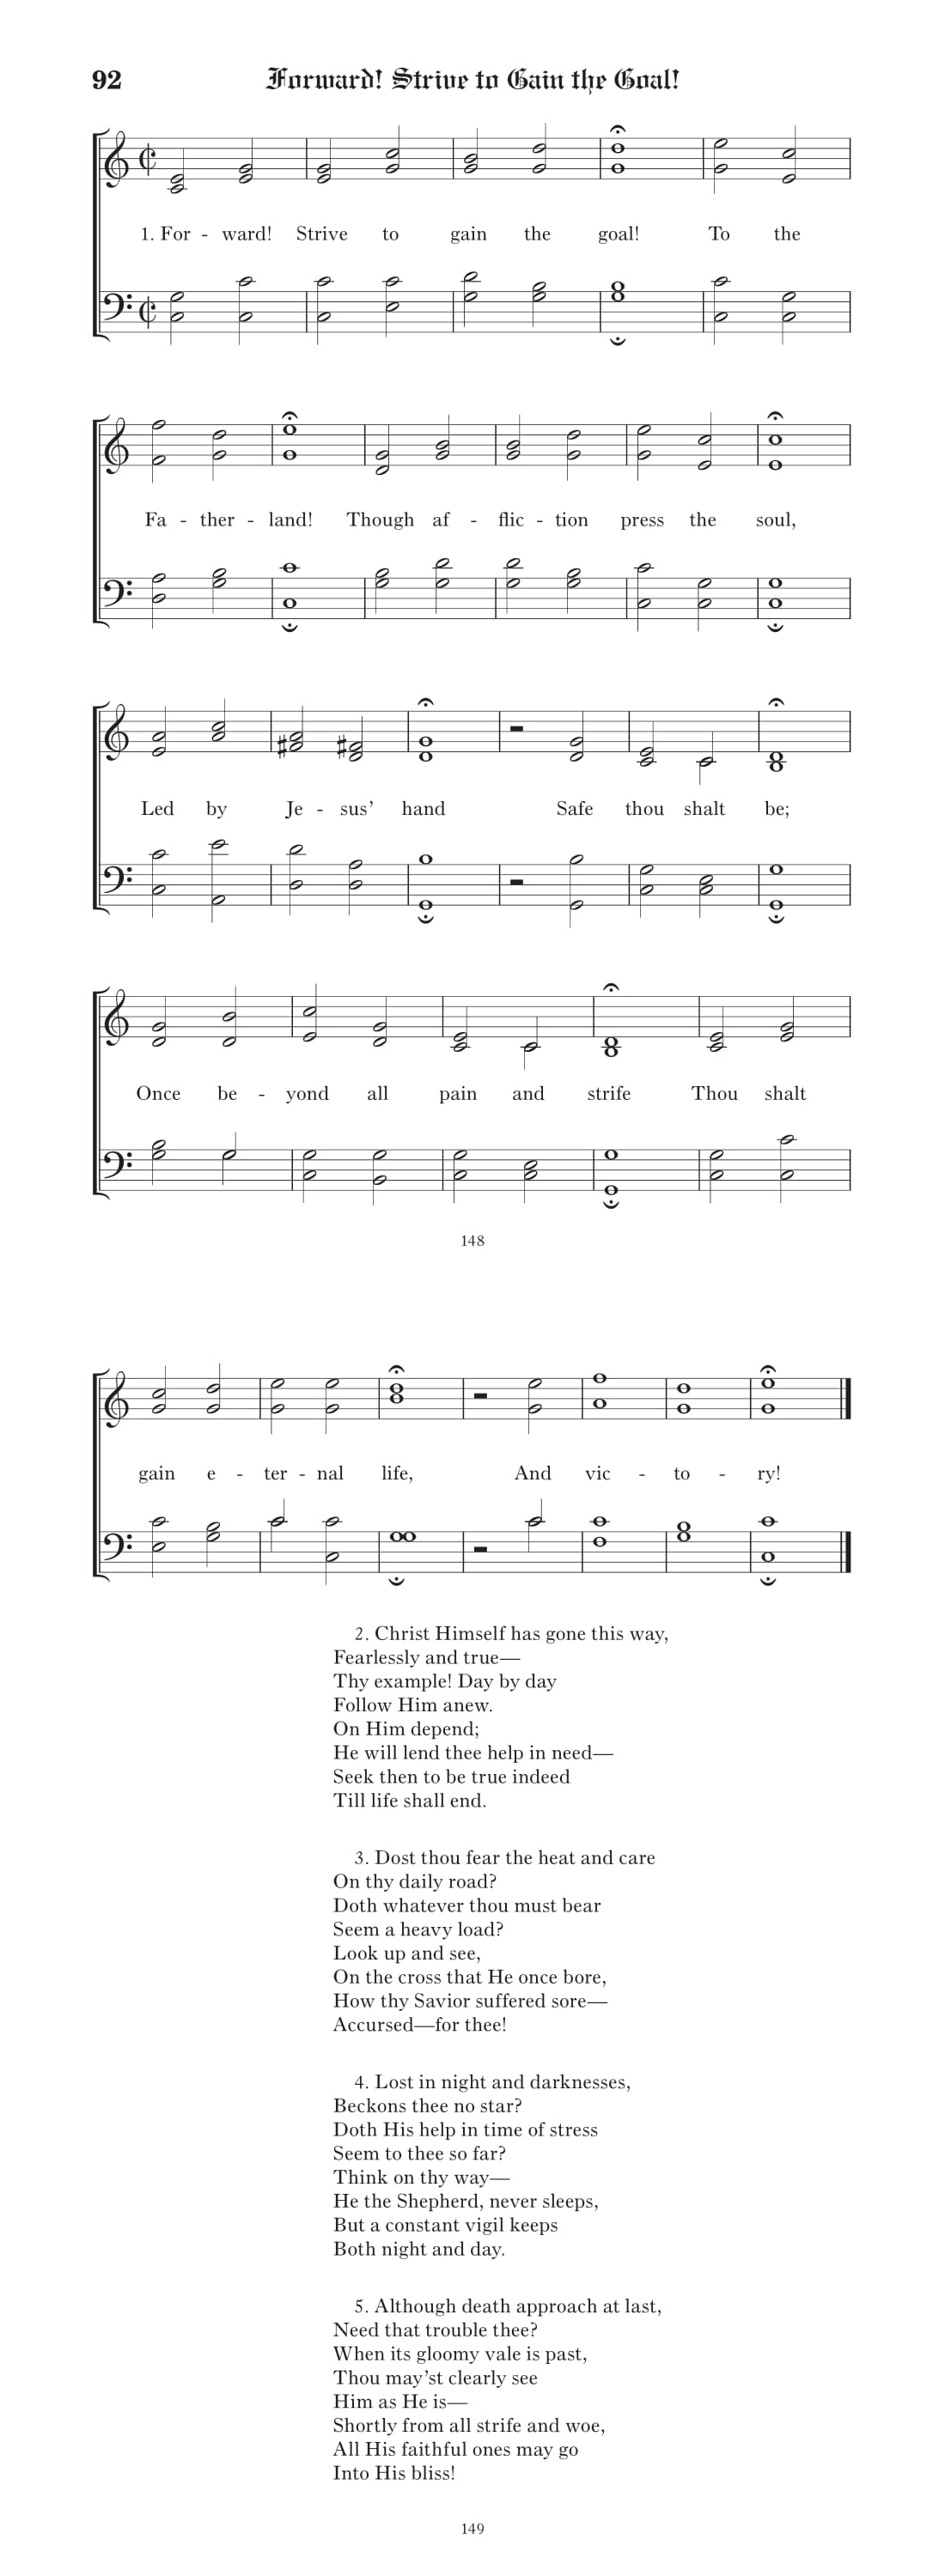 92 Forward! Strive to Gain the Goal!
1. For - ward! Strive to gain the goal! To the
Fa - ther - land! Though af - flic - tion press the soul,
Led by Je - sus’ hand Safe thou shalt be;
Once be - yond all pain and strife Thou shalt
148
gain e - ter - nal life, And vic - to - ry!
2. Christ Himself has gone this way,
Fearlessly and true—
Thy example! Day by day
Follow Him anew.
On Him depend;
He will lend thee help in need—
Seek then to be true indeed
Till life shall end.
3. Dost thou fear the heat and care
On thy daily road?
Doth whatever thou must bear
Seem a heavy load?
Look up and see,
On the cross that He once bore,
How thy Savior suffered sore—
Accursed—for thee!
4. Lost in night and darknesses,
Beckons thee no star?
Doth His help in time of stress
Seem to thee so far?
Think on thy way—
He the Shepherd, never sleeps,
But a constant vigil keeps
Both night and day.
5. Although death approach at last,
Need that trouble thee?
When its gloomy vale is past,
Thou may’st clearly see
Him as He is—
Shortly from all strife and woe,
All His faithful ones may go
Into His bliss!
149